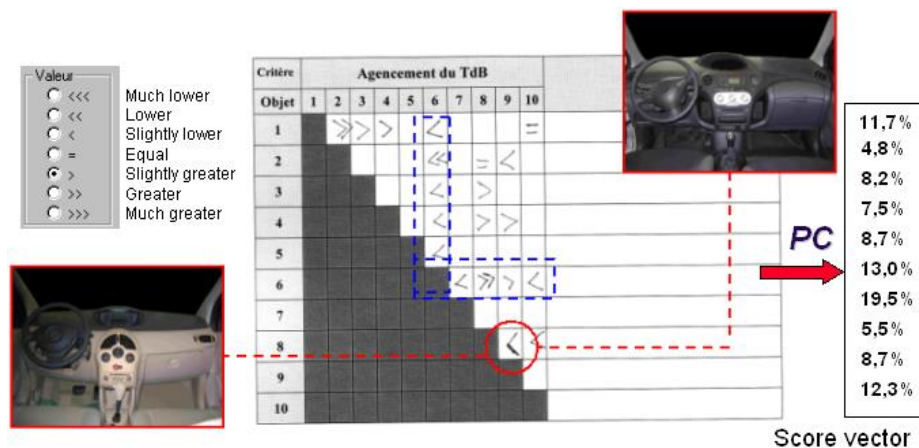 Valeur
<<< Much lower
<< Lower
< Slightly lower
= Equal
> Slightly greater
>> Greater
>>> Much greater
Critère Agencement du TdB
Objet 1 2 3 4 5 6 7 8 9 10
1 >> > > < =
2 << = <
3 < >
4 < > >
5 <
6 < >> > <
7
8 < <
9
10
PC
11,7%
4,8%
8,2%
7,5%
8,7%
13,0%
19,5%
5,5%
8,7%
12,3%
Score vector